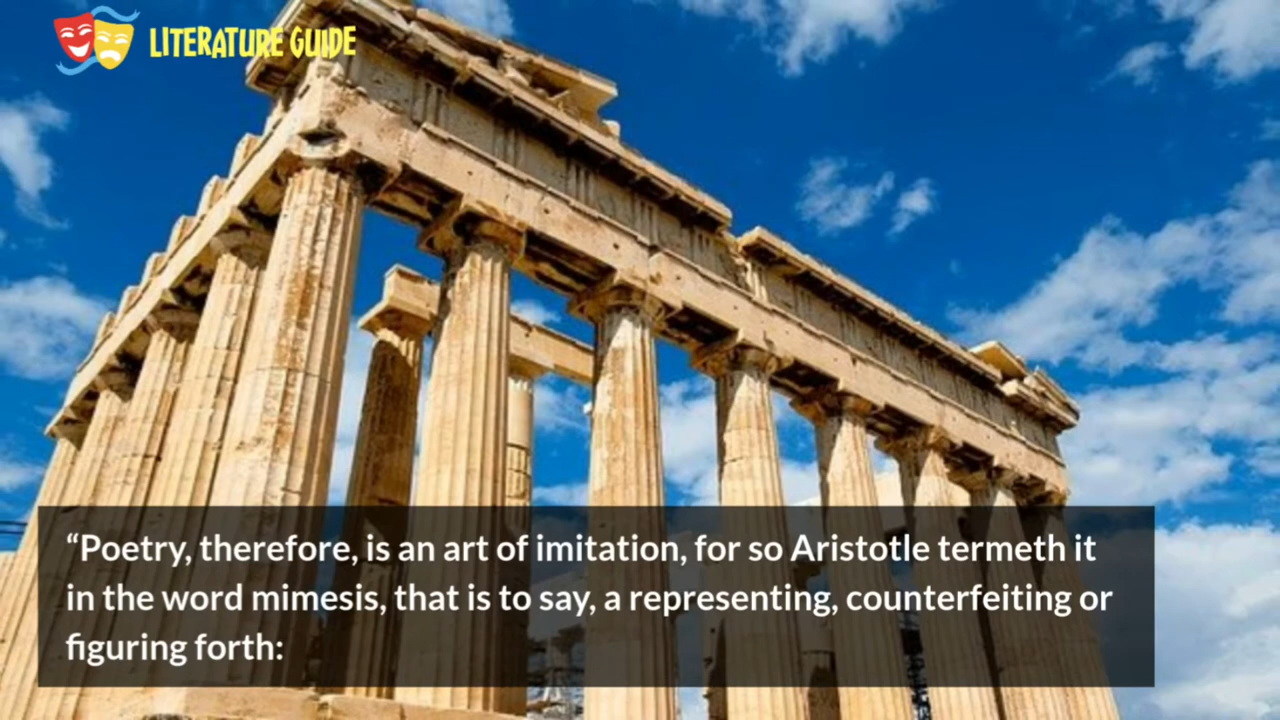 LITERATURE GUIDE
“Poetry, therefore, is an art of imitation, for so Aristotle termeth it
in the word mimesis, that is to say, a representing, counterfeiting or
figuring forth: